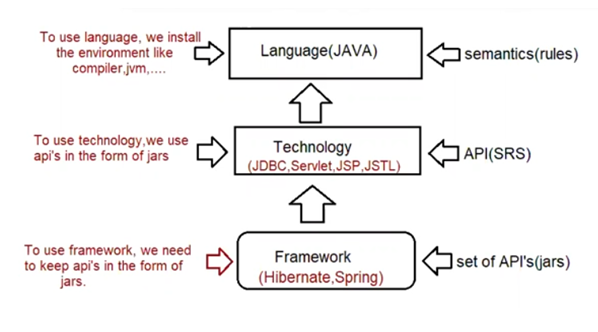 To use language, we install
the environment like
compiler,jvm,....
Language(JAVA)
semantics(rules)
To use technology,we use
api's in the form of jars
Technology
(JDBC,Servlet,JSP,JSTL)
API(SRS)
To use framework, we need
to keep api's in the form of
jars.
Framework
(Hibernate,Spring)
set of API's(jars)